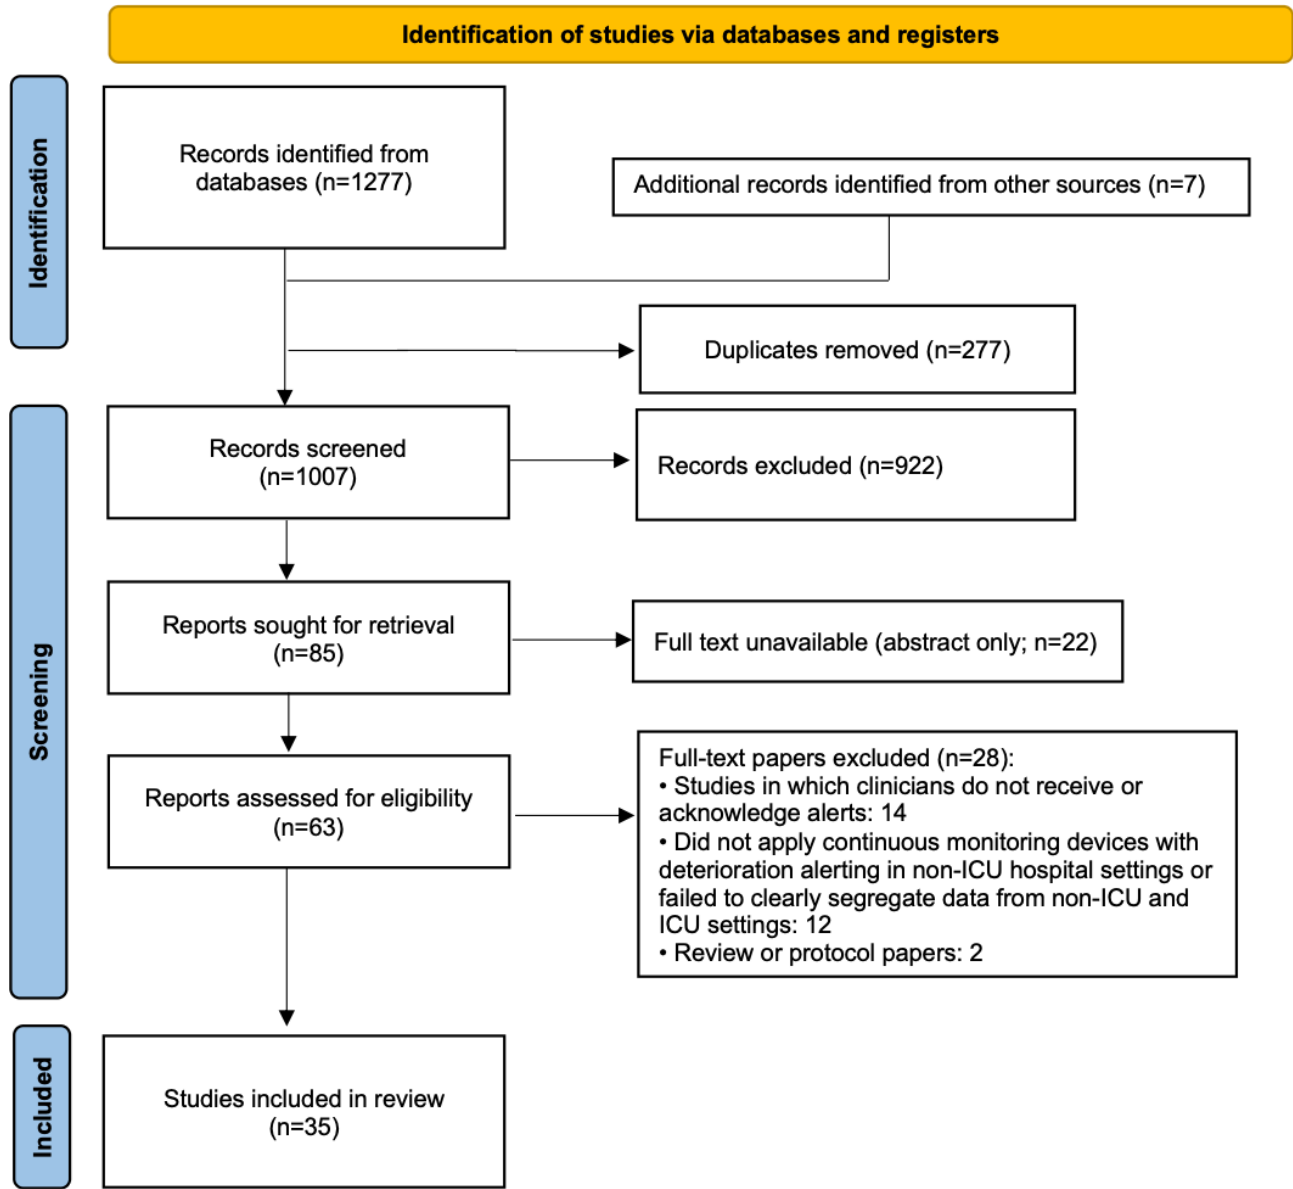 Identification of studies via databases and registers
Identification
Records identified from
databases (n=1277)
Additional records identified from other sources (n=7)
Duplicates removed (n=277)
Screening
Records screened
(n=1007)
Records excluded (n=922)
Reports sought for retrieval
(n=85)
Full text unavailable (abstract only; n=22)
Reports assessed for eligibility
(n=63)
Full-text papers excluded (n=28):
• Studies in which clinicians do not receive or
acknowledge alerts: 14
• Did not apply continuous monitoring devices with
deterioration alerting in non-ICU hospital settings or
failed to clearly segregate data from non-ICU and
ICU settings: 12
• Review or protocol papers: 2
Included
Studies included in review
(n=35)